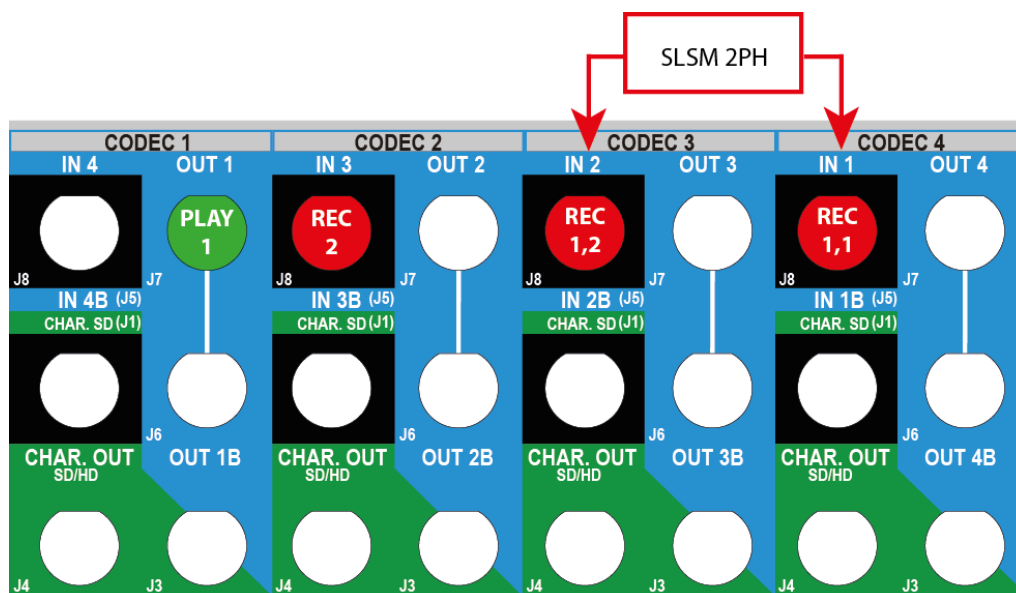 SLSM 2PH
CODEC 1 CODEC 2 CODEC 3 CODEC 4
IN 4 OUT 1 IN 3 OUT 2 IN 2 OUT 3 IN 1 OUT 4
PLAY REC REC REC
1 2 1,2 1,1
J8 J7 J8 J7 J8 J7 J8 J7
IN 4B (J5) IN 3B (J5) IN 2B (J5) IN 1B (J5)
CHAR. SD (J1) CHAR. SD (J1) CHAR. SD (J1) CHAR. SD (J1)
J6 J6 J6 J6
CHAR. OUT OUT 1B CHAR. OUT OUT 2B CHAR. OUT OUT 3B CHAR. OUT OUT 4B
SD/HD SD/HD SD/HD SD/HD
J4 J3 J4 J3 J4 J3 J4 J3